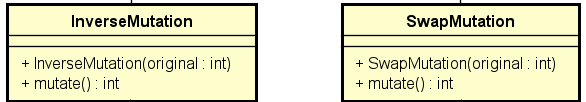 InverseMutation
+ InverseMutation(original : int)
+ mutate() : int
SwapMutation
+ SwapMutation(original : int)
+ mutate() : int